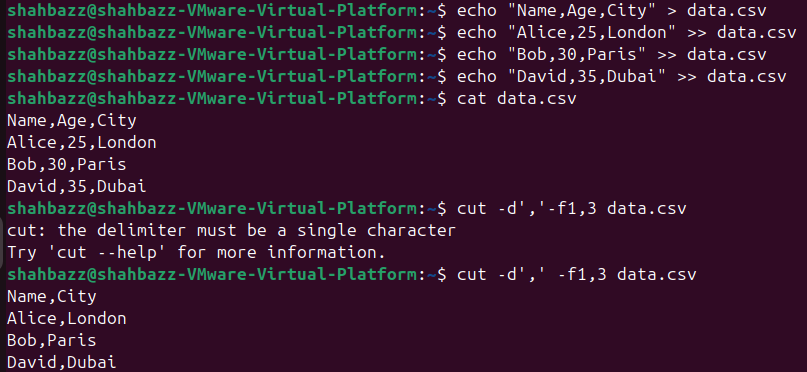 shahbazz@shahbazz-VMware-Virtual-Platform:~$ echo "Name,Age,City" > data.csv
shahbazz@shahbazz-VMware-Virtual-Platform:~$ echo "Alice,25,London" >> data.csv
shahbazz@shahbazz-VMware-Virtual-Platform:~$ echo "Bob,30,Paris" >> data.csv
shahbazz@shahbazz-VMware-Virtual-Platform:~$ echo "David,35,Dubai" >> data.csv
shahbazz@shahbazz-VMware-Virtual-Platform:~$ cat data.csv
Name,Age,City
Alice,25,London
Bob,30,Paris
David,35,Dubai
shahbazz@shahbazz-VMware-Virtual-Platform:~$ cut -d','-f1,3 data.csv
cut: the delimiter must be a single character
Try 'cut --help' for more information.
shahbazz@shahbazz-VMware-Virtual-Platform:~$ cut -d',' -f1,3 data.csv
Name,City
Alice,London
Bob,Paris
David,Dubai